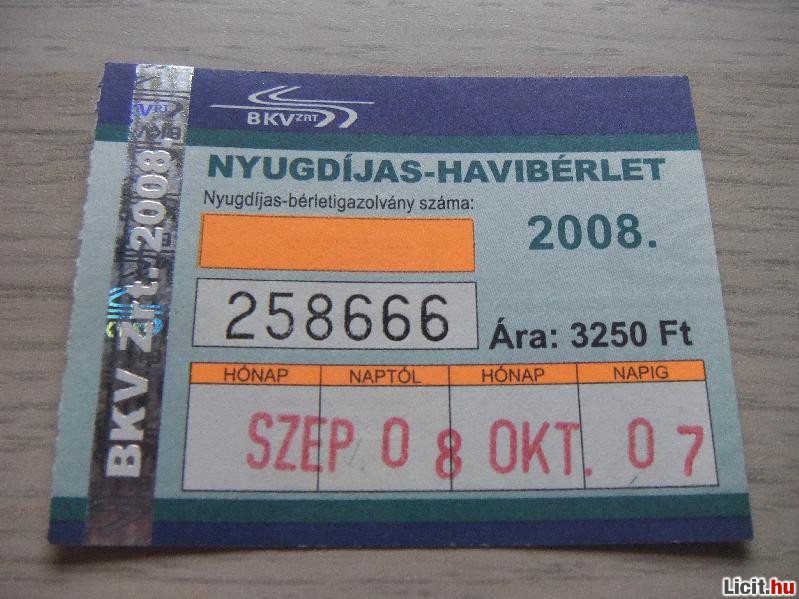 BKV ZRT
NYUGDÍJAS-HAVIBÉRLET
Nyugdíjas-bérletigazolvány száma:
2008.
258666
Ára: 3250 Ft
HÓNAP NAPTÓL HÓNAP NAPIG
SZEP 08 OKT. 07
BKV Zrt. 2008
Licit.hu